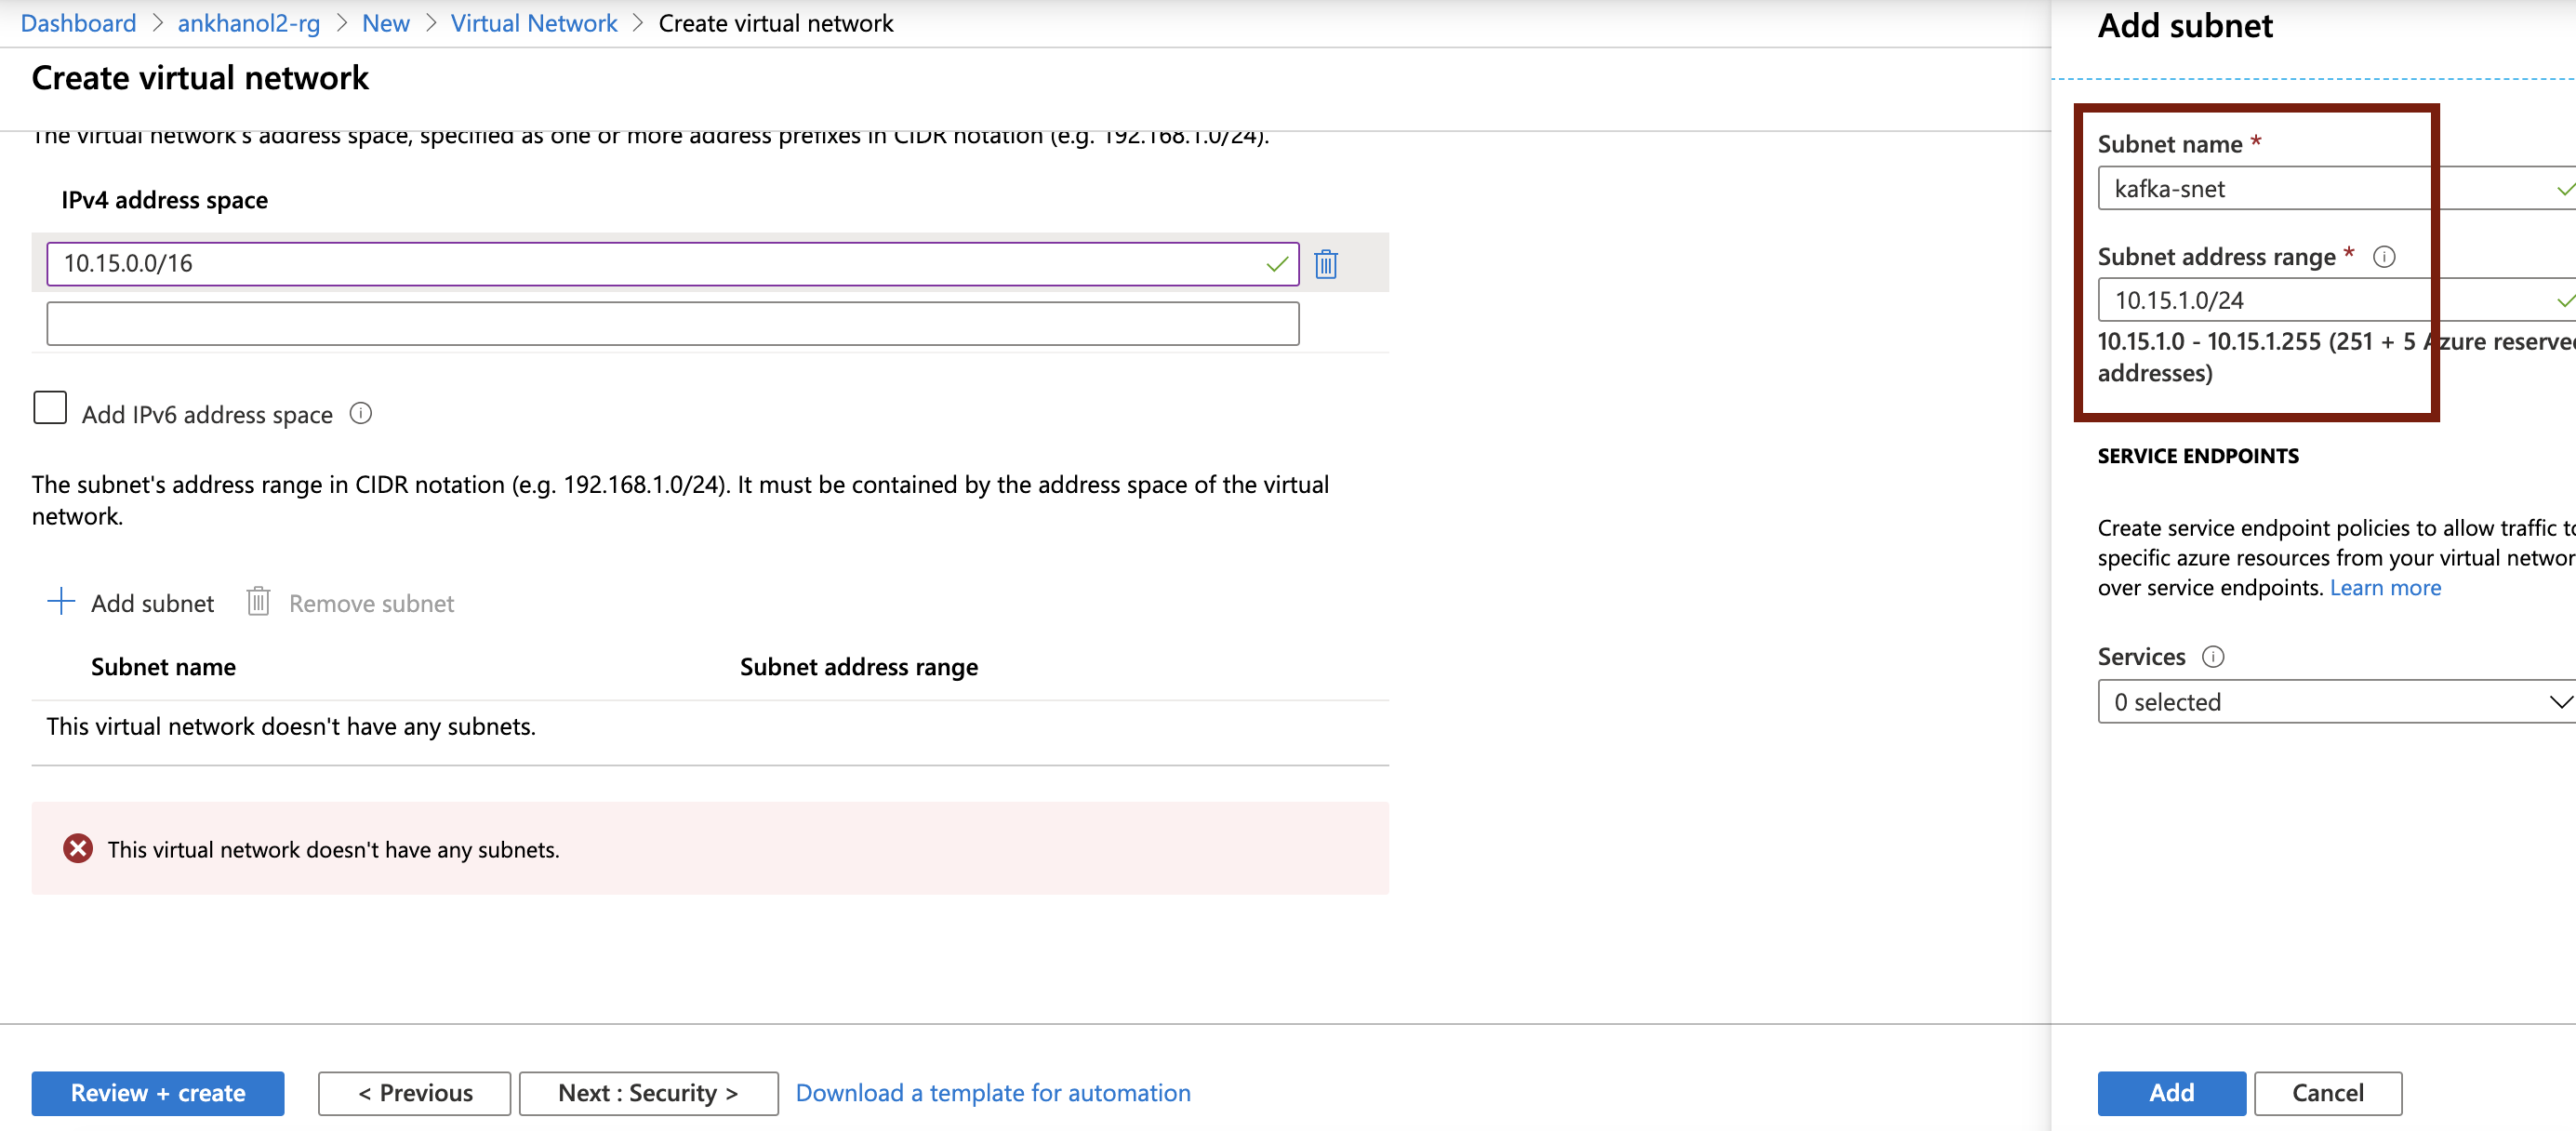 Dashboard > ankhanol2-rg > New > Virtual Network > Create virtual network
Create virtual network
The virtual network's address space, specified as one or more address prefixes in CIDR notation (e.g. 192.168.1.0/24).
IPv4 address space
10.15.0.0/16
Add IPv6 address space
The subnet's address range in CIDR notation (e.g. 192.168.1.0/24). It must be contained by the address space of the virtual
network.
Add subnet
Remove subnet
Subnet name
Subnet address range
This virtual network doesn't have any subnets.
This virtual network doesn't have any subnets.
Review + create
< Previous
Next : Security >
Download a template for automation
Add subnet
Subnet name *
kafka-snet
Subnet address range *
10.15.1.0/24
10.15.1.0 - 10.15.1.255 (251 + 5 Azure reserve
addresses)
SERVICE ENDPOINTS
Create service endpoint policies to allow traffic t
specific azure resources from your virtual networ
over service endpoints. Learn more
Services
0 selected
Add
Cancel